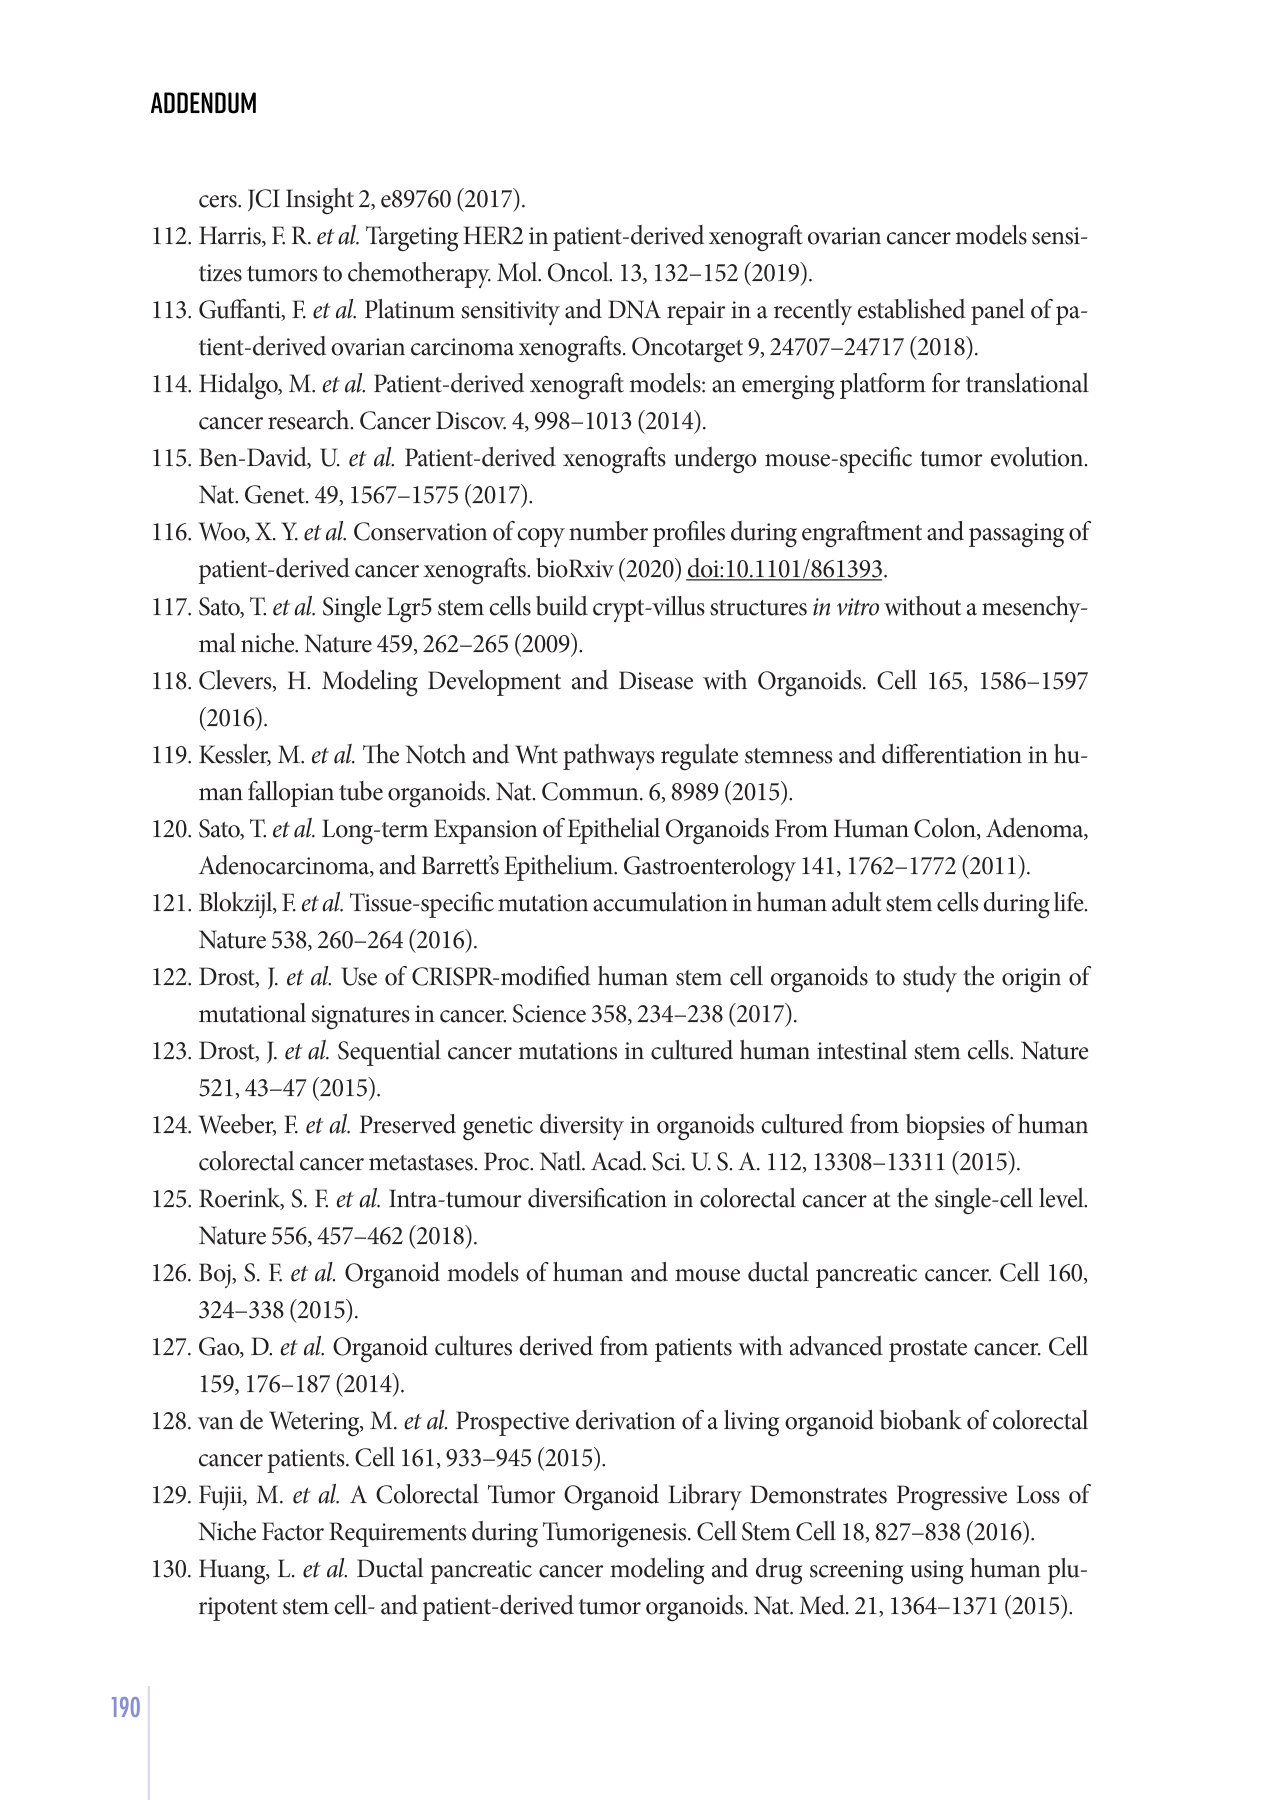 ADDENDUM
cers. JCI Insight 2, e89760 (2017).
112. Harris, F. R. et al. Targeting HER2 in patient-derived xenograft ovarian cancer models sensi-
tizes tumors to chemotherapy. Mol. Oncol. 13, 132–152 (2019).
113. Guffanti, F. et al. Platinum sensitivity and DNA repair in a recently established panel of pa-
tient-derived ovarian carcinoma xenografts. Oncotarget 9, 24707–24717 (2018).
114. Hidalgo, M. et al. Patient-derived xenograft models: an emerging platform for translational
cancer research. Cancer Discov. 4, 998–1013 (2014).
115. Ben-David, U. et al. Patient-derived xenografts undergo mouse-specific tumor evolution.
Nat. Genet. 49, 1567–1575 (2017).
116. Woo, X. Y. et al. Conservation of copy number profiles during engraftment and passaging of
patient-derived cancer xenografts. bioRxiv (2020) doi:10.1101/861393.
117. Sato, T. et al. Single Lgr5 stem cells build crypt-villus structures in vitro without a mesenchy-
mal niche. Nature 459, 262–265 (2009).
118. Clevers, H. Modeling Development and Disease with Organoids. Cell 165, 1586–1597
(2016).
119. Kessler, M. et al. The Notch and Wnt pathways regulate stemness and differentiation in hu-
man fallopian tube organoids. Nat. Commun. 6, 8989 (2015).
120. Sato, T. et al. Long-term Expansion of Epithelial Organoids From Human Colon, Adenoma,
Adenocarcinoma, and Barrett’s Epithelium. Gastroenterology 141, 1762–1772 (2011).
121. Blokzijl, F. et al. Tissue-specific mutation accumulation in human adult stem cells during life.
Nature 538, 260–264 (2016).
122. Drost, J. et al. Use of CRISPR-modified human stem cell organoids to study the origin of
mutational signatures in cancer. Science 358, 234–238 (2017).
123. Drost, J. et al. Sequential cancer mutations in cultured human intestinal stem cells. Nature
521, 43–47 (2015).
124. Weeber, F. et al. Preserved genetic diversity in organoids cultured from biopsies of human
colorectal cancer metastases. Proc. Natl. Acad. Sci. U. S. A. 112, 13308–13311 (2015).
125. Roerink, S. F. et al. Intra-tumour diversification in colorectal cancer at the single-cell level.
Nature 556, 457–462 (2018).
126. Boj, S. F. et al. Organoid models of human and mouse ductal pancreatic cancer. Cell 160,
324–338 (2015).
127. Gao, D. et al. Organoid cultures derived from patients with advanced prostate cancer. Cell
159, 176–187 (2014).
128. van de Wetering, M. et al. Prospective derivation of a living organoid biobank of colorectal
cancer patients. Cell 161, 933–945 (2015).
129. Fujii, M. et al. A Colorectal Tumor Organoid Library Demonstrates Progressive Loss of
Niche Factor Requirements during Tumorigenesis. Cell Stem Cell 18, 827–838 (2016).
130. Huang, L. et al. Ductal pancreatic cancer modeling and drug screening using human plu-
ripotent stem cell- and patient-derived tumor organoids. Nat. Med. 21, 1364–1371 (2015).
190